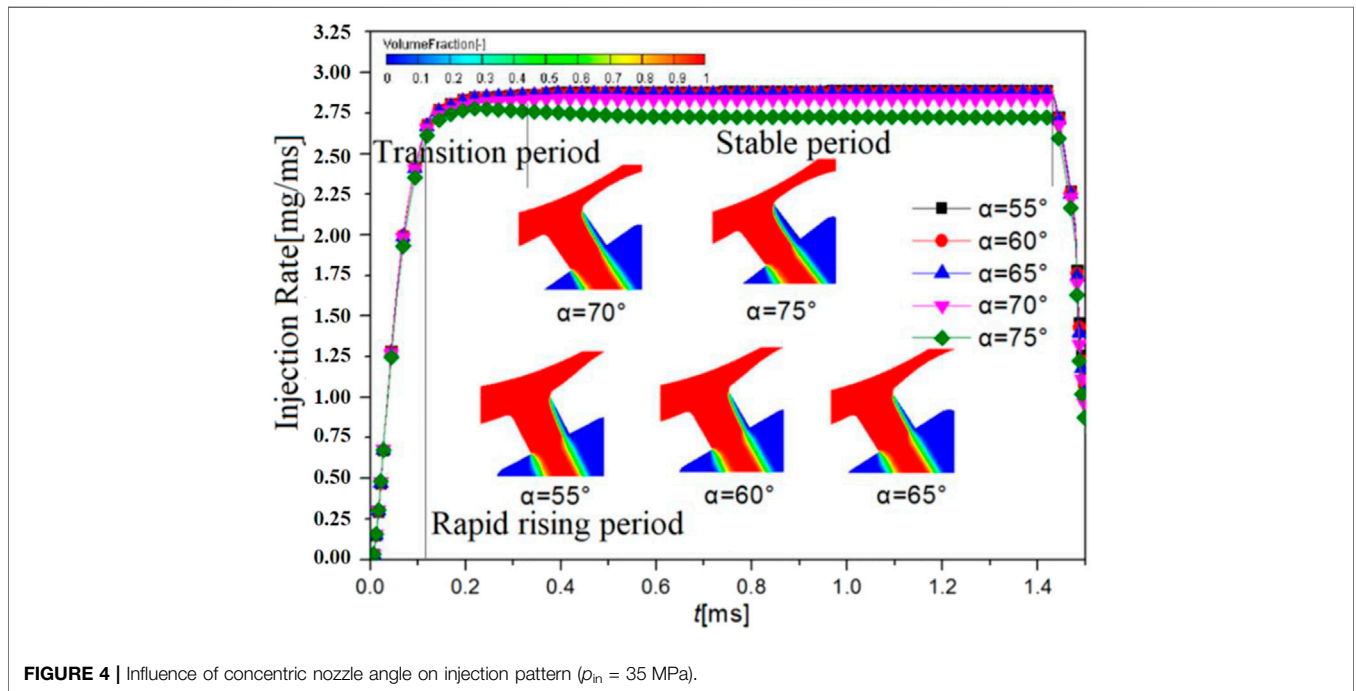 3.25
VolumeFraction[-]
3.00
0 0.1 0.2 0.3 0.4 0.5 0.6 0.7 0.8 0.9 1
2.75
Transition period
Stable period
2.50
2.25
α=55°
2.00
α=60°
1.75
α=65°
α=70°
α=75°
α=70°
1.50
α=75°
1.25
1.00
0.75
0.50
α=55°
α=60°
α=65°
0.25
Rapid rising period
0.00
Injection Rate[mg/ms]
0.0 0.2 0.4 0.6 0.8 1.0 1.2 1.4
t[ms]
FIGURE 4 | Influence of concentric nozzle angle on injection pattern (pin = 35 MPa).